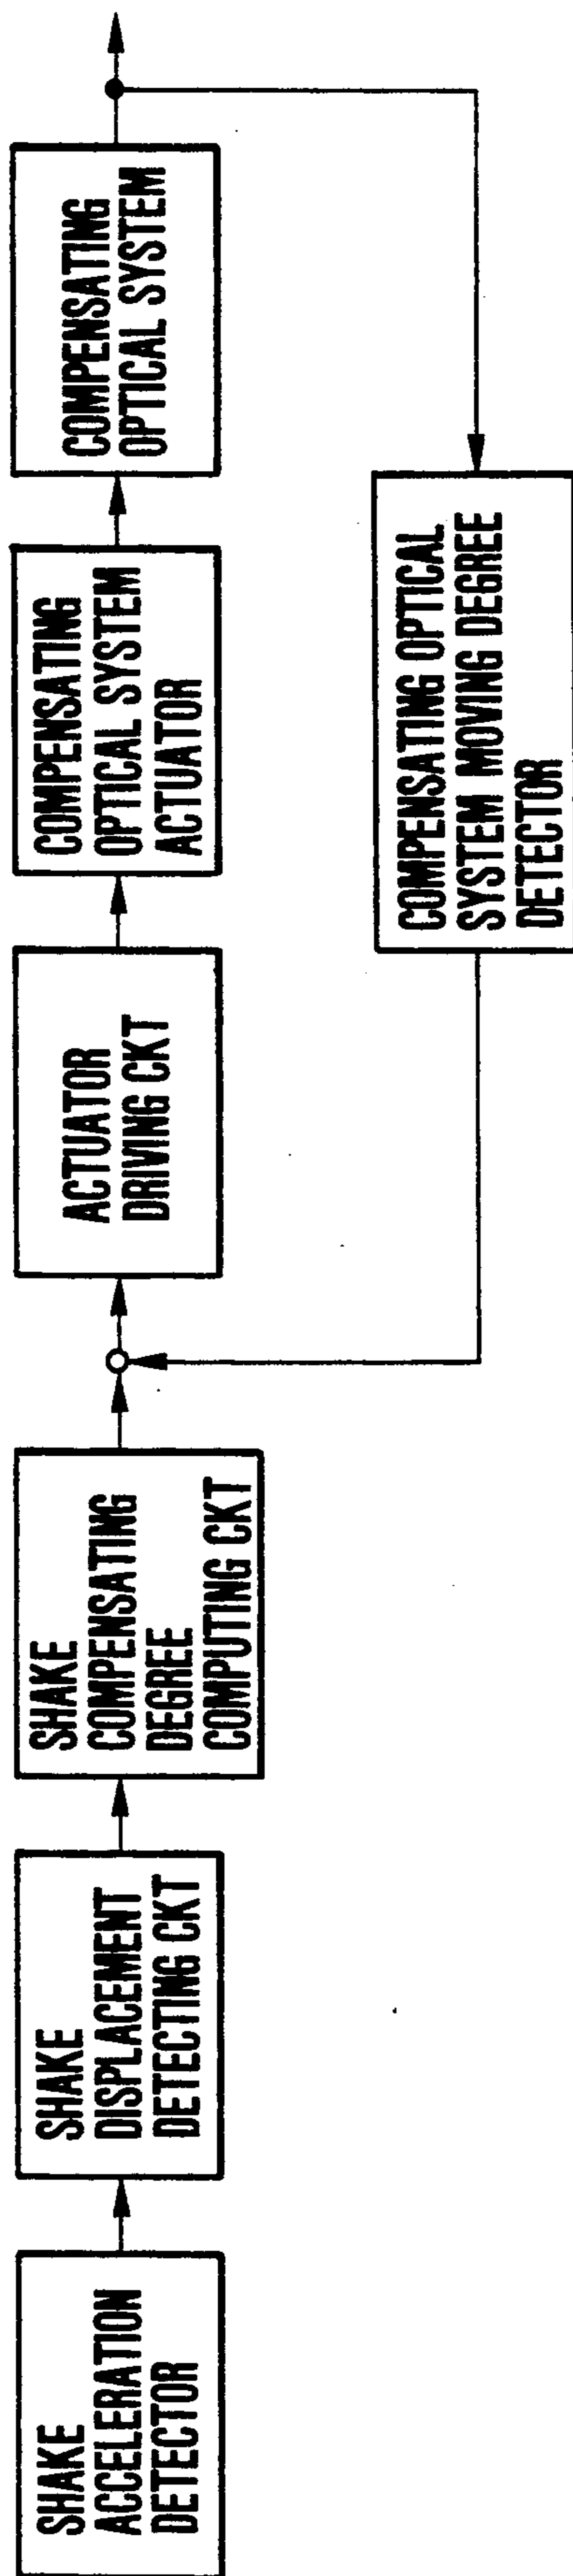 SHAKE
ACCELERATION
DETECTOR
SHAKE
DISPLACEMENT
DETECTING CKT
SHAKE
COMPENSATING
DEGREE
COMPUTING CKT
ACTUATOR
DRIVING CKT
COMPENSATING
OPTICAL SYSTEM
ACTUATOR
COMPENSATING
OPTICAL SYSTEM
COMPENSATING OPTICAL
SYSTEM MOVING DEGREE
DETECTOR